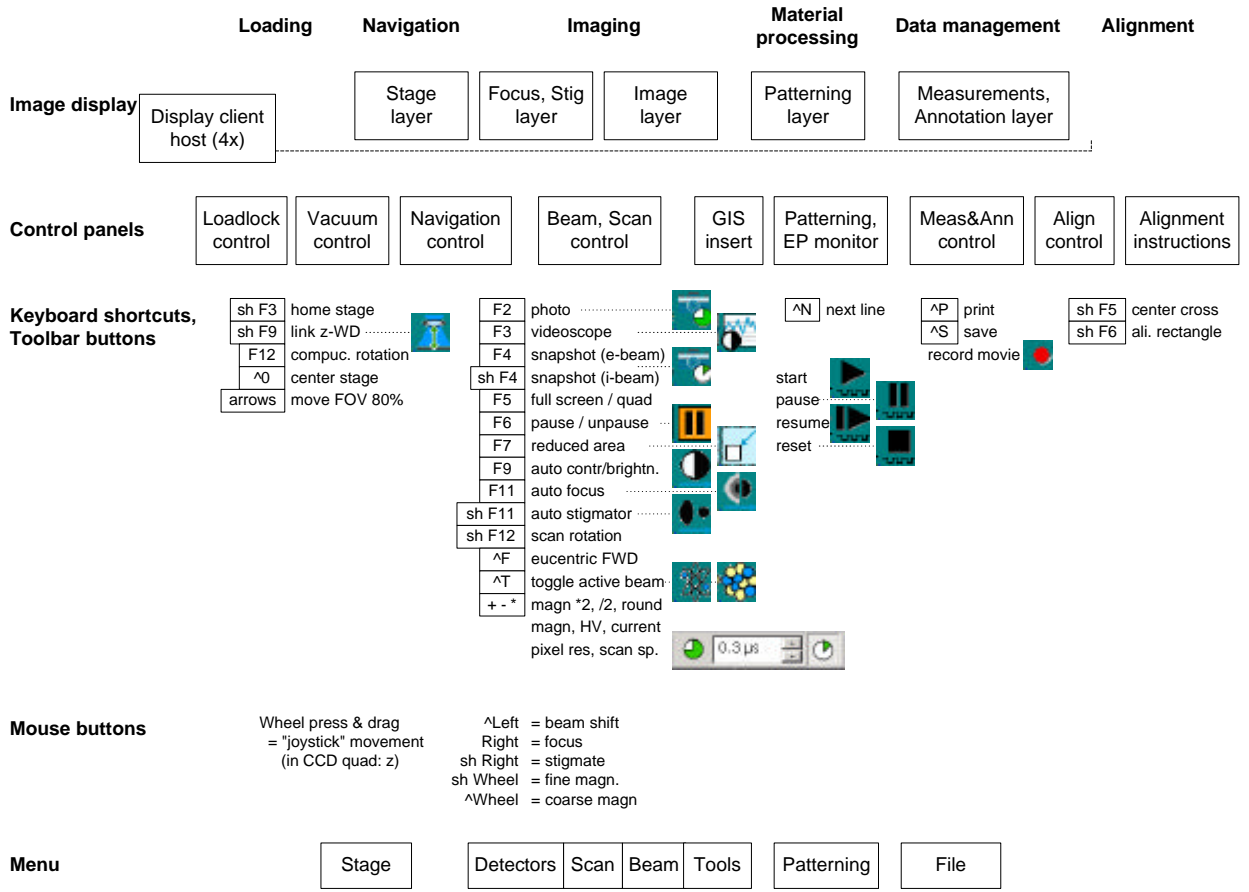 Loading
Navigation
Imaging
Material
processing
Data management
Alignment
Image display
Display client
host (4x)
Stage
layer
Focus, Stig
layer
Image
layer
Patterning
layer
Measurements,
Annotation layer
Control panels
Loadlock
control
Vacuum
control
Navigation
control
Beam, Scan
control
GIS
insert
Patterning,
EP monitor
Meas&Ann
control
Align
control
Alignment
instructions
Keyboard shortcuts,
Toolbar buttons
sh F3 home stage
sh F9 link z-WD
F12 compuc. rotation
^0 center stage
arrows move FOV 80%
F2 photo
F3 videoscope
F4 snapshot (e-beam)
sh F4 snapshot (i-beam)
F5 full screen / quad
F6 pause / unpause
F7 reduced area
F9 auto contr/brightn.
F11 auto focus
sh F11 auto stigmator
sh F12 scan rotation
^F eucentric FWD
^T toggle active beam
+ - * magn *2, /2, round
magn, HV, current
pixel res, scan sp.
0.3 µs
^N next line
start
pause
resume
reset
^P print
^S save
record movie
sh F5 center cross
sh F6 ali. rectangle
Mouse buttons
Wheel press & drag
= "joystick" movement
(in CCD quad: z)
^Left = beam shift
Right = focus
sh Right = stigmate
sh Wheel = fine magn.
^Wheel = coarse magn
Menu
Stage
Detectors
Scan
Beam
Tools
Patterning
File